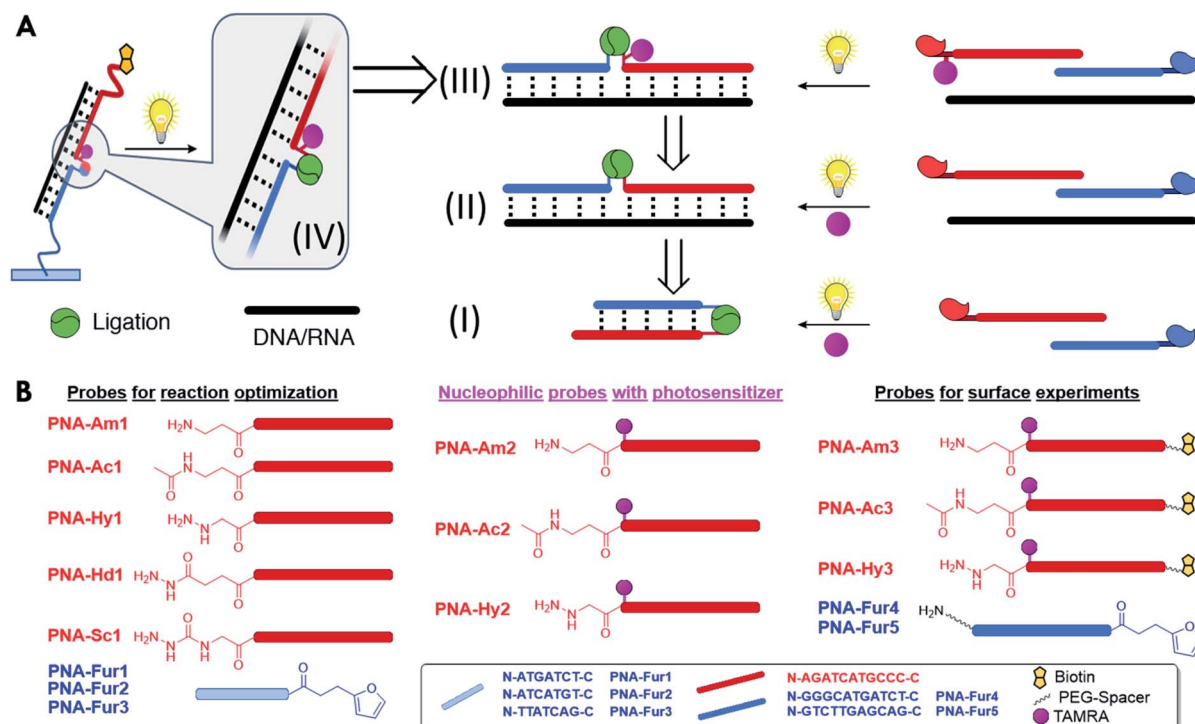 A
(III)
(II)
(IV)
(I)
Ligation
DNA/RNA
B
Probes for reaction optimization
PNA-Am1
H₂N
O
PNA-Ac1
H
N
O
O
PNA-Hy1
H₂N
N
H
O
PNA-Hd1
O
H₂N
N
H
O
PNA-Sc1
H₂N
N
H
O
N
H
O
PNA-Fur1
PNA-Fur2
PNA-Fur3
O
O
Nucleophilic probes with photosensitizer
PNA-Am2
H₂N
O
PNA-Ac2
H
N
O
O
PNA-Hy2
H₂N
N
H
O
Probes for surface experiments
PNA-Am3
H₂N
O
PNA-Ac3
H
N
O
O
PNA-Hy3
H₂N
N
H
O
PNA-Fur4
PNA-Fur5
H₂N
O
O
N-ATGATCT-C PNA-Fur1
N-ATCATGT-C PNA-Fur2
N-TTATCAG-C PNA-Fur3
N-AGATCATGCCC-C
N-GGGCATGATCT-C PNA-Fur4
N-GTCTTGAGCAG-C PNA-Fur5
Biotin
PEG-Spacer
TAMRA